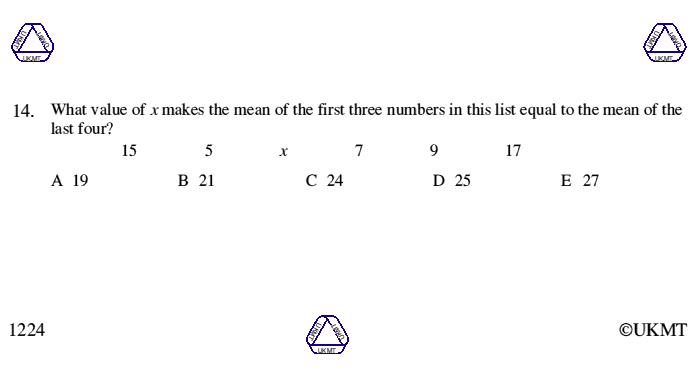 UKMT UKMT UKMT
UKMT UKMT UKMT
14. What value of x makes the mean of the first three numbers in this list equal to the mean of the
last four?
15 5 x 7 9 17
A 19 B 21 C 24 D 25 E 27
1224
UKMT UKMT UKMT
©UKMT